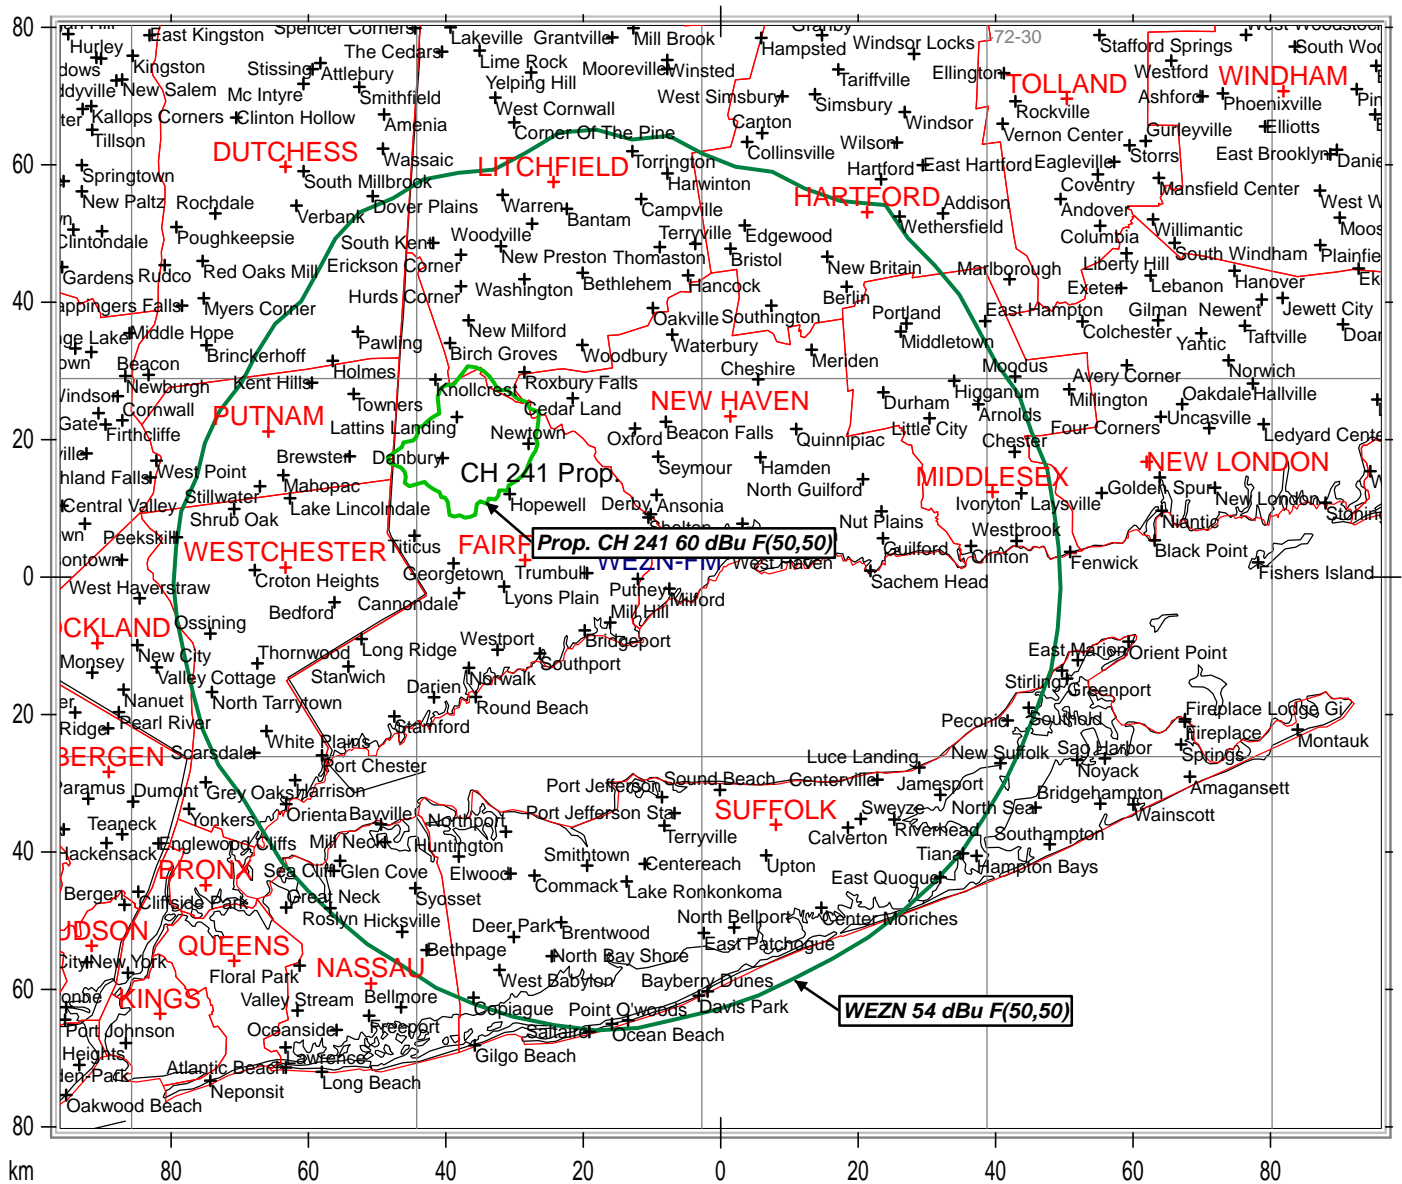 80
Spencer Corners
East Kingston
Hurley
Kingston
The Cedars
Lakeville
Grantville
Mill Brook
Granby
Hampsted
Windsor Locks
72-30
Stafford Springs
West Woodstock
Stissing
Attlebury
New Salem
Mc Intyre
Smithfield
Lime Rock
Yelping Hill
Mooreville
Winsted
Tariffville
Ellington
TOLLAND
Westford
WINDHAM
Kallops Corners
Clinton Hollow
Amenia
West Cornwall
West Simsbury
Simsbury
Rockville
Ashford
Phoenixville
Tillson
Corner Of The Pine
Canton
Windsor
Vernon Center
Gurleyville
Elliotts
DUTCHESS
Wassaic
LITCHFIELD
Torrington
Collinsville
Wilson
Hartford
East Hartford
Eagleville
Storrs
East Brooklyn
60
Springtown
South Millbrook
Harwinton
HARTFORD
Coventry
Mansfield Center
New Paltz
Rochdale
Verbank
Dover Plains
Warren
Bantam
Campville
Addison
Andover
Clintondale
Poughkeepsie
South Kent
Woodville
Terryville
Edgewood
Wethersfield
Columbia
Willimantic
Gardens
Rudco
Red Oaks Mill
Erickson Corner
New Preston
Thomaston
Bristol
New Britain
Marlborough
Liberty Hill
South Windham
Hurds Corner
Washington
Bethlehem
Hancock
Berlin
Exeter
Lebanon
Hanover
40
Myers Corner
Oakville
Southington
Portland
East Hampton
Gilman
Newent
Jewett City
Middle Hope
Pawling
New Milford
Waterbury
Middletown
Colchester
Yantic
Taftville
Beacon
Brinckerhoff
Holmes
Birch Groves
Woodbury
Cheshire
Meriden
Moodus
Avery Corner
Norwich
Newburgh
Kent Hills
Knollcrest
Roxbury Falls
Higganum
Millington
Oakdale
Hallville
Cornwall
PUTNAM
Towners
Cedar Land
NEW HAVEN
Durham
Arnolds
Uncasville
Firthcliffe
Lattins Landing
Newtown
Oxford
Beacon Falls
Quinnipiac
Little City
Chester
Four Corners
Ledyard Cente
20
West Point
Brewster
Danbury
CH 241 Prop.
Seymour
Hamden
MIDDLESEX
NEW LONDON
Stillwater
Mahopac
North Guilford
Golden Spur
Central Valley
Lake Lincolndale
Hopewell
Derby
Ansonia
Ivoryton
Laysville
New London
Shrub Oak
Shelton
Nut Plains
Westbrook
Niantic
Peekskill
WESTCHESTER
Titicus
Prop. CH 241 60 dBu F(50,50)
Guilford
Clinton
Black Point
Croton Heights
Georgetown
Trumbull
WEZN-FM
West Haven
Fenwick
0
West Haverstraw
Bedford
Cannondale
Lyons Plain
Putney
Milford
Sachem Head
Fishers Island
Ossining
Mill Hill
New City
Thornwood
Long Ridge
Westport
Bridgeport
East Marion
Orient Point
Monsey
Valley Cottage
Stanwich
Southport
Nanuet
North Tarrytown
Darien
Norwalk
Stirling
Greenport
Pearl River
Round Beach
20
Stamford
Peconic
Southold
Fireplace Lodge Gi
Scarsdale
White Plains
Fireplace
BERGEN
Port Chester
Luce Landing
New Suffolk
Sag Harbor
Springs
Montauk
Dumont
Grey Oaks
Harrison
Port Jefferson
Sound Beach
Centerville
Jamesport
Noyack
Yonkers
Orienta
Bayville
Northport
Port Jefferson Sta
SUFFOLK
Sweyze
North Sea
Bridgehampton
Amagansett
Teaneck
Mill Neck
Huntington
Terryville
Calverton
Riverhead
Southampton
Wainscott
40
Englewood Cliffs
Smithtown
Centereach
Upton
Tiana
Hampton Bays
BRONX
Sea Cliff
Glen Cove
Elwood
Commack
Lake Ronkonkoma
East Quogue
Cliffside Park
Great Neck
Syosset
Roslyn
Hicksville
Deer Park
North Bellport
Center Moriches
QUEENS
Bethpage
Brentwood
East Patchogue
New York
Floral Park
NASSAU
North Bay Shore
60
KINGS
Valley Stream
Bellmore
West Babylon
Bayberry Dunes
Copiague
Point O'woods
Davis Park
WEZN 54 dBu F(50,50)
Port Johnson
Oceanside
Freeport
Saltaire
Ocean Beach
Heights
Lawrence
Gilgo Beach
Atlantic Beach
Long Beach
Neponsit
Oakwood Beach
80
km
80
60
40
20
0
20
40
60
80